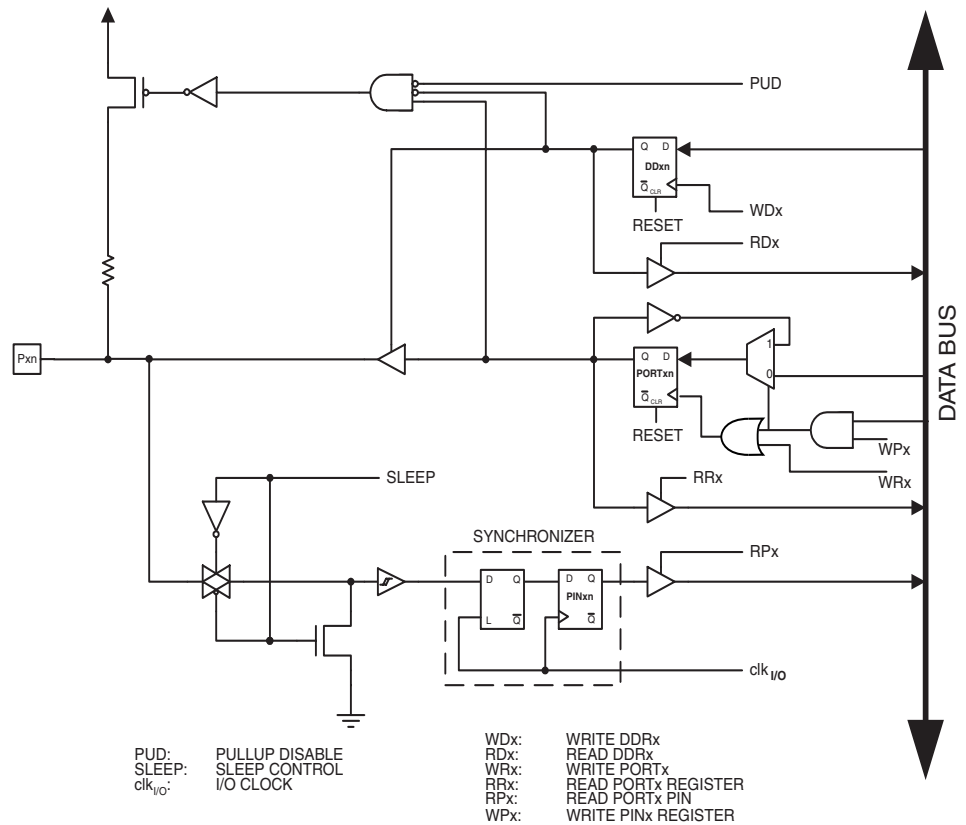 PUD
Q D
DDxn
Q CLR
WDx
RESET
RDx
Pxn
1
Q D
PORTxn
0
Q CLR
RESET
WPx
WRx
DATA BUS
SLEEP
RRx
SYNCHRONIZER
RPx
D Q
D Q
PINxn
L Q
Q
clk I/O
PUD: PULLUP DISABLE
SLEEP: SLEEP CONTROL
clk I/O: I/O CLOCK
WDx: WRITE DDRx
RDx: READ DDRx
WRx: WRITE PORTx
RRx: READ PORTx REGISTER
RPx: READ PORTx PIN
WPx: WRITE PINx REGISTER